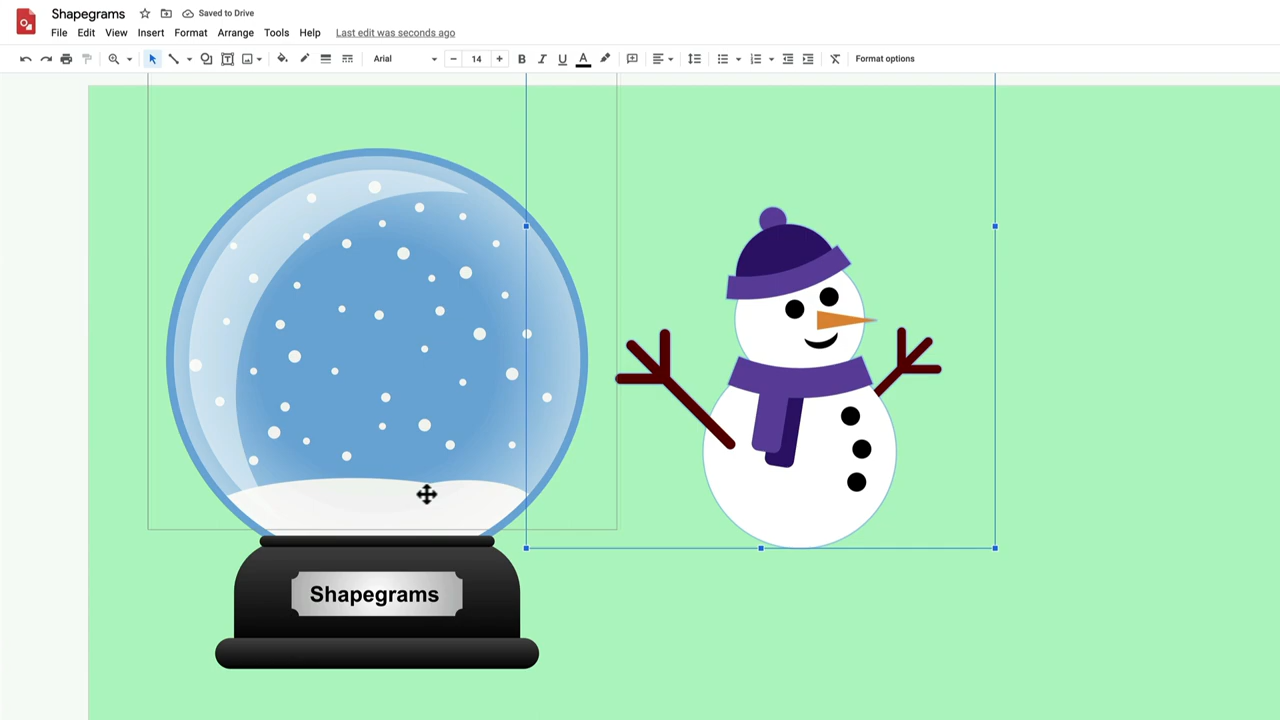 Shapegrams
Saved to Drive
File Edit View Insert Format Arrange Tools Help Last edit was seconds ago
Arial 14 B I U A Format options
Shapegrams